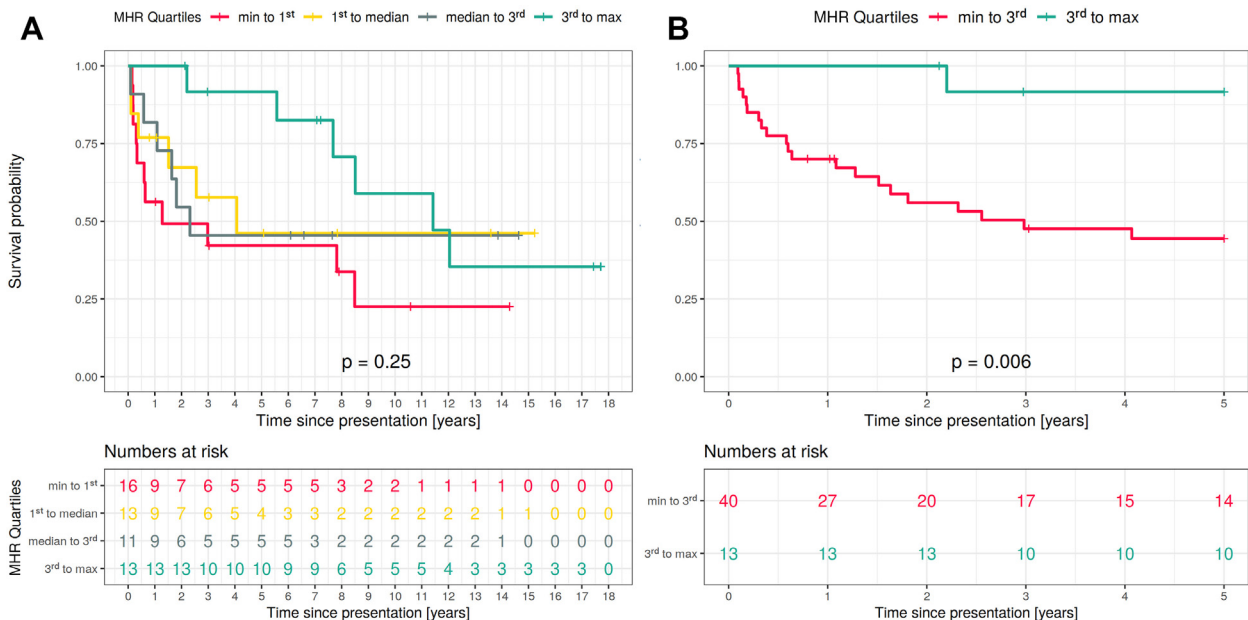 A
MHR Quartiles min to 1st 1st to median median to 3rd 3rd to max
Survival probability
1.00
0.75
0.50
0.25
0.00
p = 0.25
0 1 2 3 4 5 6 7 8 9 10 11 12 13 14 15 16 17 18
Time since presentation [years]
Numbers at risk
MHR Quartiles
min to 1st 16 9 7 6 5 5 5 5 3 2 2 1 1 1 1 0 0 0 0
1st to median 13 9 7 6 5 4 3 3 2 2 2 2 2 2 1 1 0 0 0
median to 3rd 11 9 6 5 5 5 5 3 2 2 2 2 2 2 1 0 0 0 0
3rd to max 13 13 13 10 10 10 9 9 6 5 5 5 4 3 3 3 3 3 0
0 1 2 3 4 5 6 7 8 9 10 11 12 13 14 15 16 17 18
Time since presentation [years]
B
MHR Quartiles min to 3rd 3rd to max
1.00
0.75
0.50
0.25
0.00
p = 0.006
0 1 2 3 4 5
Time since presentation [years]
Numbers at risk
min to 3rd 40 27 20 17 15 14
3rd to max 13 13 13 10 10 10
0 1 2 3 4 5
Time since presentation [years]